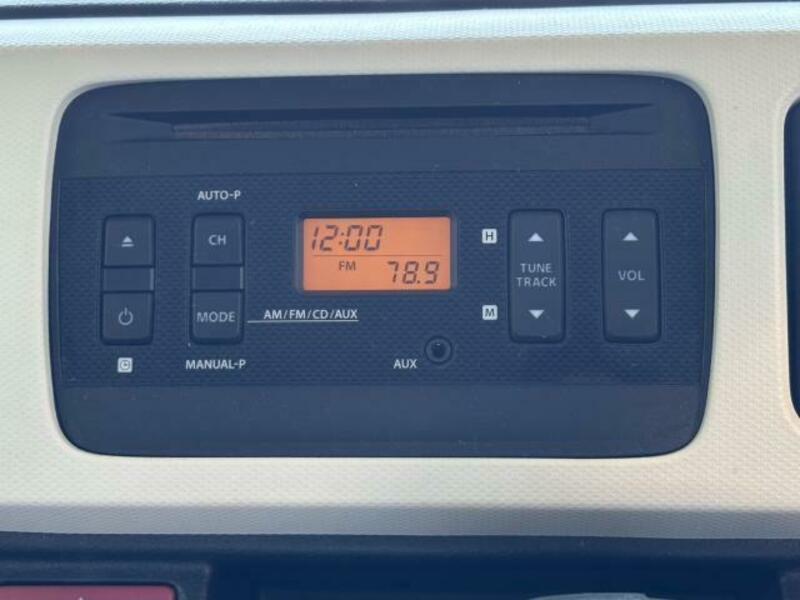 AUTO-P
CH
MODE
MANUAL-P
C
12:00
FM
78.9
AM/FM/CD/AUX
AUX
H
M
TUNE
TRACK
VOL